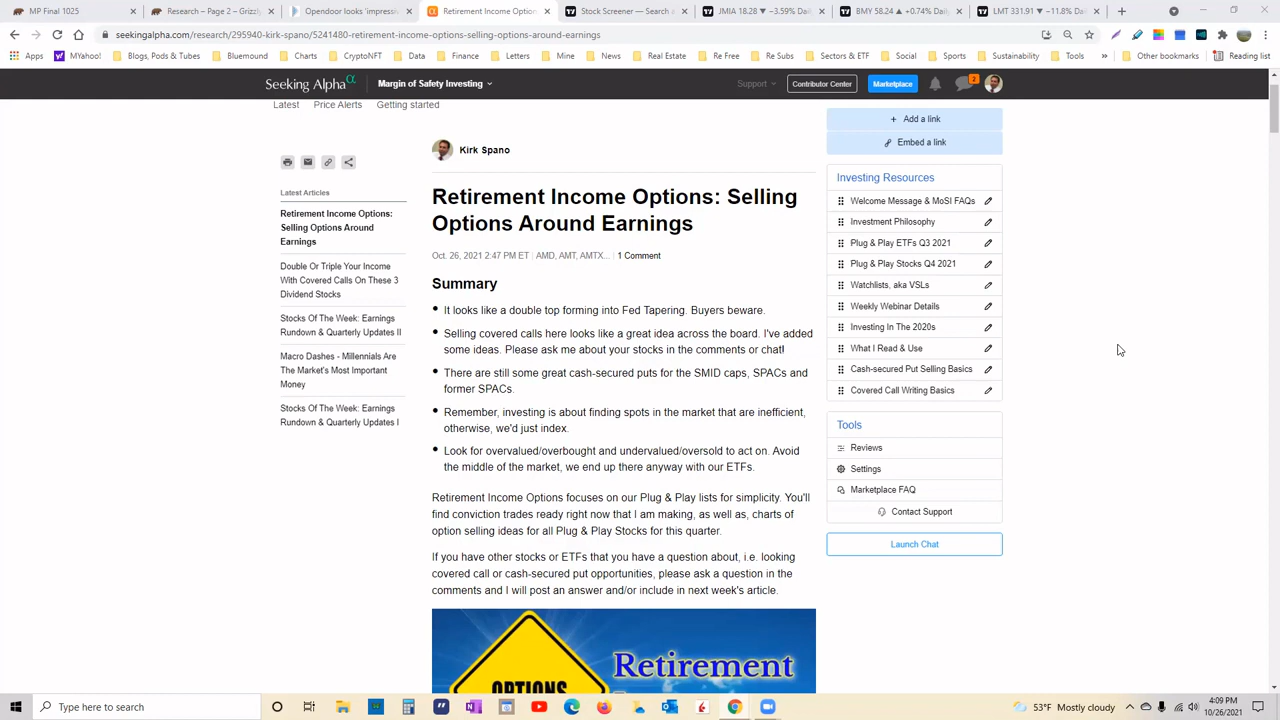 MP Final 1025
Research – Page 2 – Grizzly
Opendoor looks 'impressi
Retirement Income Options
Stock Screener — Search
JMIA 18.28 ▼ −3.59% Daily
BMY 58.24 ▲ +0.74% Daily
LMT 331.91 ▼ −11.8% Daily
seekingalpha.com/research/295940-kirk-spano/5241480-retirement-income-options-selling-options-around-earnings
Apps
MYahoo!
Blogs, Pods & Tubes
Bluemound
Charts
CryptoNFT
Data
Finance
Letters
Mine
News
Real Estate
Re Fav
Sectors & ETF
Social
Sports
Sustainability
Tools
Other bookmarks
Reading list
Seeking Alpha α
Margin of Safety Investing
Support
Contributor Center
Marketplace
2
Latest
Price Alerts
Getting started
+ Add a link
Embed a link
Kirk Spano
Latest Articles
Retirement Income Options:
Selling Options Around
Earnings
Double Or Triple Your Income
With Covered Calls On These 3
Dividend Stocks
Stocks Of The Week: Earnings
Rundown & Quarterly Updates II
Macro Dashes - Millennials Are
The Market's Most Important
Money
Stocks Of The Week: Earnings
Rundown & Quarterly Updates I
Retirement Income Options: Selling
Options Around Earnings
Oct. 26, 2021 2:47 PM ET | AMD, AMT, AMTX... | 1 Comment
Summary
It looks like a double top forming into Fed Tapering. Buyers beware.
Selling covered calls here looks like a great idea across the board. I've added
some ideas. Please ask me about your stocks in the comments or chat!
There are still some great cash-secured puts for the SMID caps, SPACs and
former SPACs.
Remember, investing is about finding spots in the market that are inefficient,
otherwise, we'd just index.
Look for overvalued/overbought and undervalued/oversold to act on. Avoid
the middle of the market, we end up there anyway with our ETFs.
Retirement Income Options focuses on our Plug & Play lists for simplicity. You'll
find conviction trades ready right now that I am making, as well as, charts of
option selling ideas for all Plug & Play Stocks for this quarter.
If you have other stocks or ETFs that you have a question about, i.e. looking
covered call or cash-secured put opportunities, please ask a question in the
comments and I will post an answer and/or include in next week's article.
OPTIONS
Retirement
Investing Resources
Welcome Message & MoSI FAQs
Investment Philosophy
Plug & Play ETFs Q3 2021
Plug & Play Stocks Q4 2021
Watchlists, aka VSLs
Weekly Webinar Details
Investing In The 2020s
What I Read & Use
Cash-secured Put Selling Basics
Covered Call Writing Basics
Tools
Reviews
Settings
Marketplace FAQ
Contact Support
Launch Chat
Type here to search
53°F Mostly cloudy
4:09 PM
10/26/2021